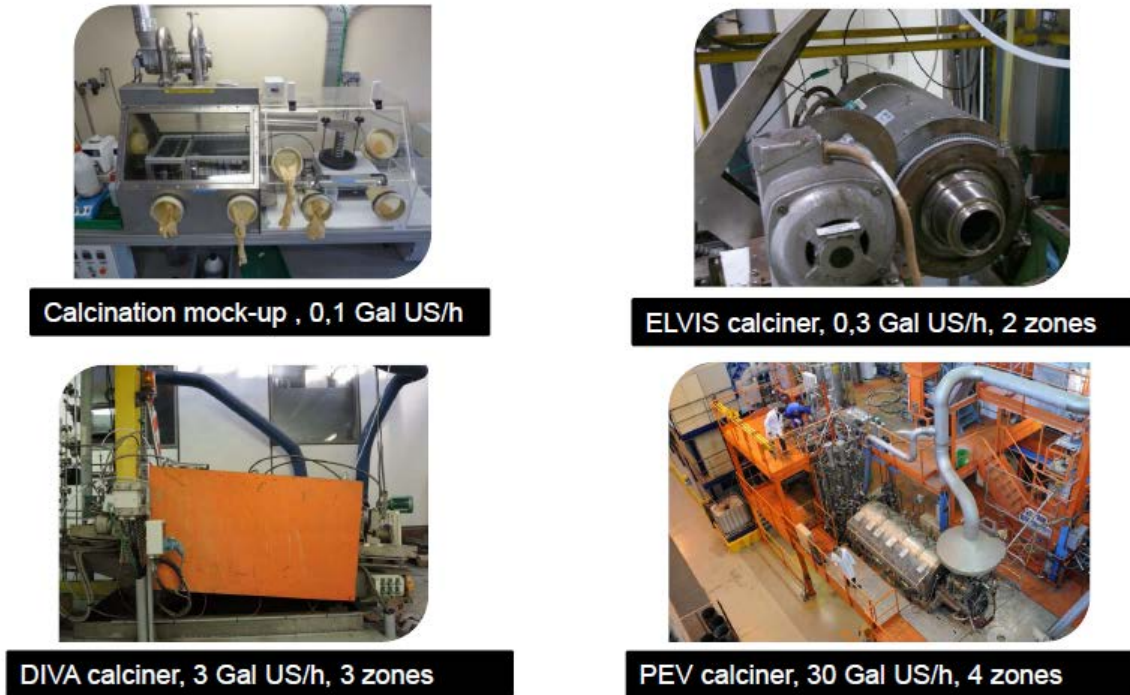 Calcination mock-up , 0,1 Gal US/h
ELVIS calciner, 0,3 Gal US/h, 2 zones
DIVA calciner, 3 Gal US/h, 3 zones
PEV calciner, 30 Gal US/h, 4 zones